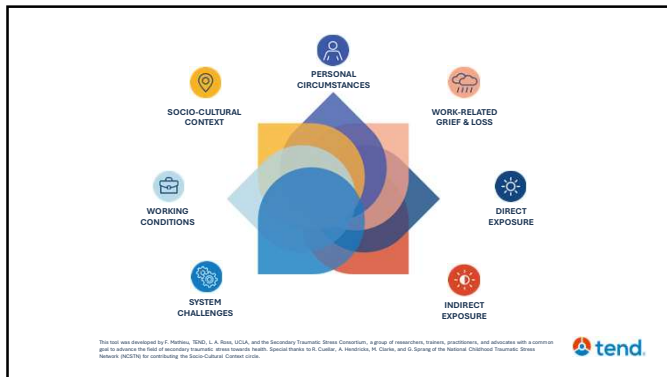 PERSONAL
CIRCUMSTANCES
SOCIO-CULTURAL
CONTEXT
WORK-RELATED
GRIEF & LOSS
WORKING
CONDITIONS
DIRECT
EXPOSURE
SYSTEM
CHALLENGES
INDIRECT
EXPOSURE
This tool was developed by F. Mathieu, TEND, L. A. Ross, UCLA, and the Secondary Traumatic Stress Consortium, a group of researchers, trainers, practitioners, and advocates with a common
goal to advance the field of secondary traumatic stress towards health. Special thanks to R. Cuellar, A. Hendricks, M. Clarke, and G. Sprang of the National Childhood Traumatic Stress
Network (NCSTN) for contributing the Socio-Cultural Context circle.
tend.